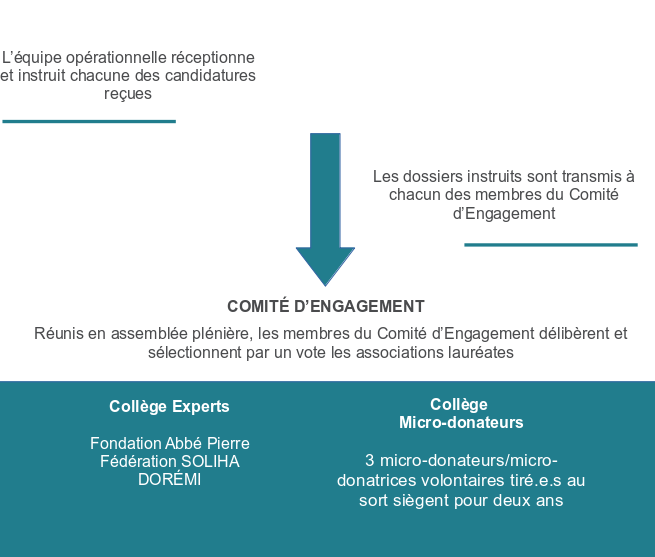 L’équipe opérationnelle réceptionne
et instruit chacune des candidatures
reçues
Les dossiers instruits sont transmis à
chacun des membres du Comité
d’Engagement
COMITÉ D’ENGAGEMENT
Réunis en assemblée plénière, les membres du Comité d’Engagement délibèrent et
sélectionnent par un vote les associations lauréates
Collège Experts
Fondation Abbé Pierre
Fédération SOLIHA
DORÉMI
Collège
Micro-donateurs
3 micro-donateurs/micro-
donatrices volontaires tiré.e.s au
sort siègent pour deux ans